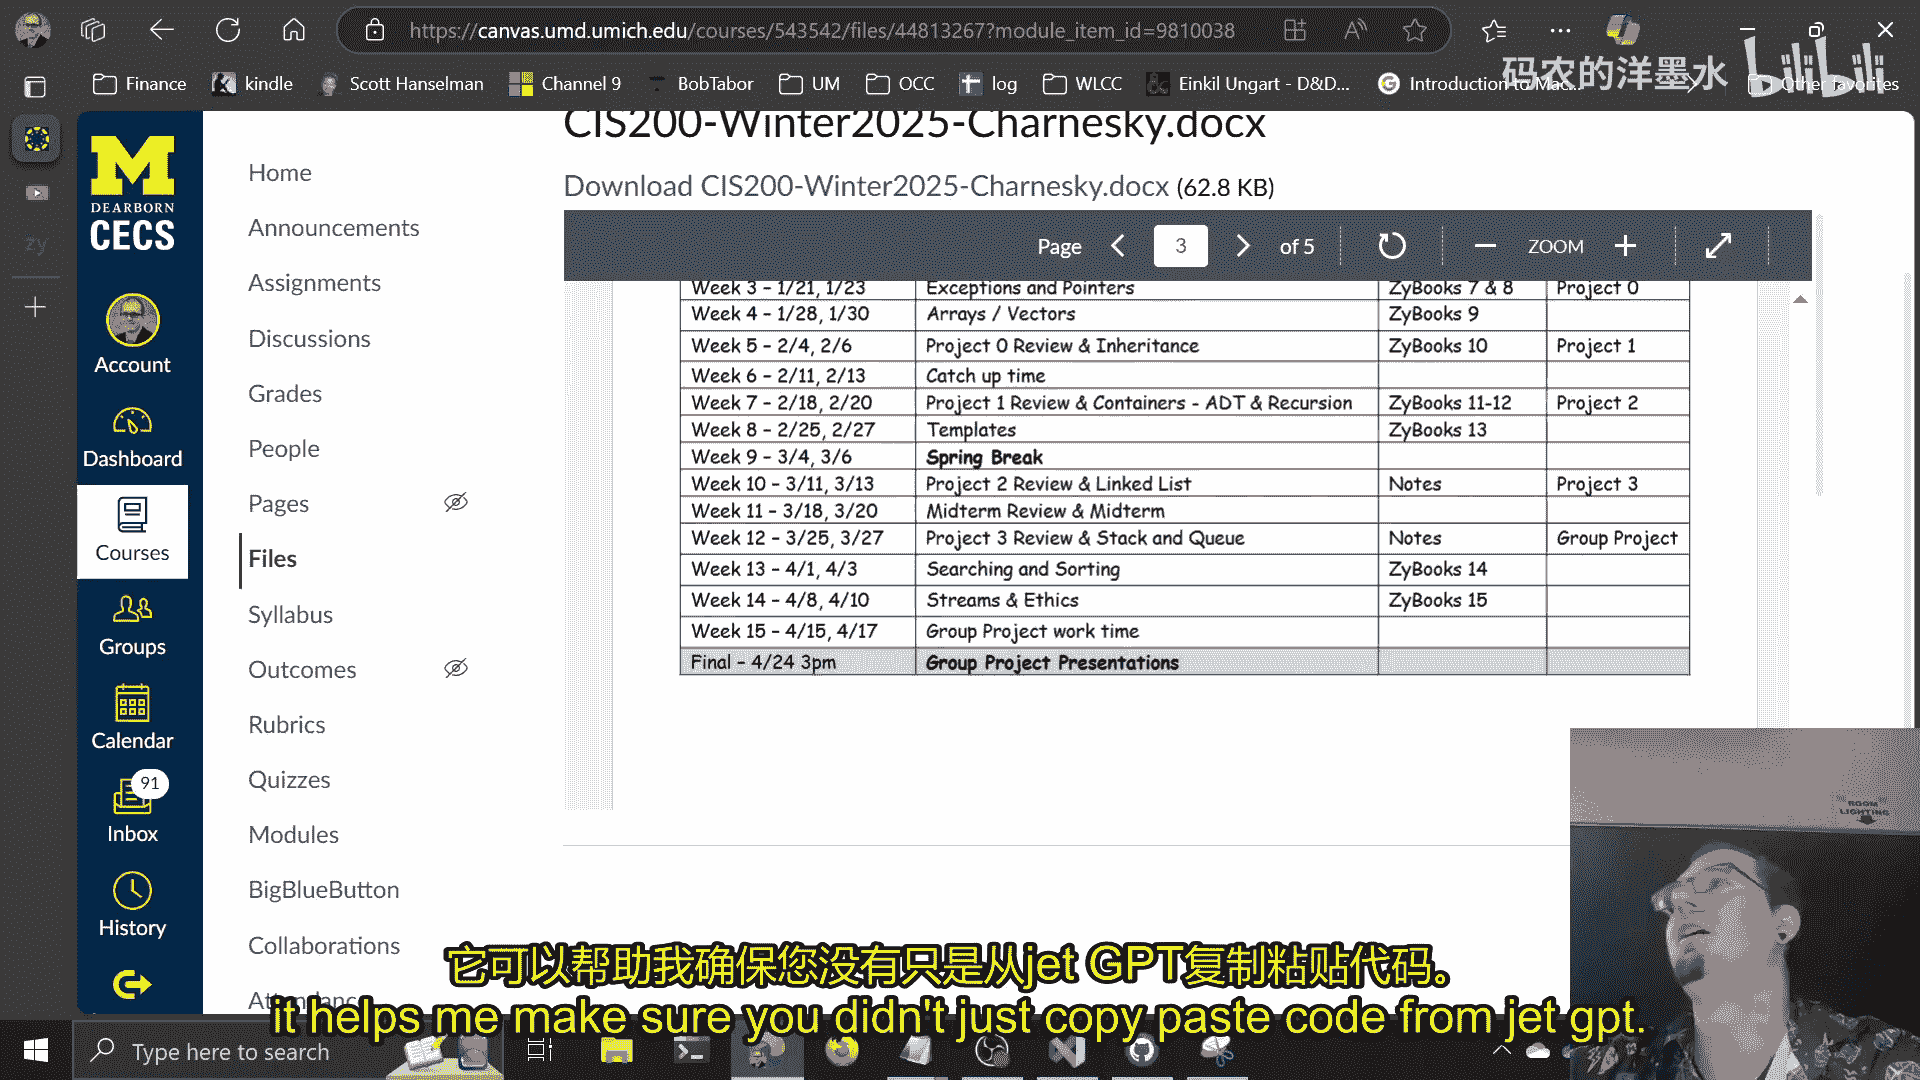 https://canvas.umd.umich.edu/courses/543542/files/44813267?module_item_id=9810038
码农的洋墨水 bilibili
Finance kindle Scott Hanselman Channel 9 BobTabor UM OCC log WLCC Einkil Ungart - D&D... Introduction to Mac... Other favorites
M
DEARBORN
CECS
Account
Dashboard
Courses
Groups
Calendar
91
Inbox
History
zy
Home
Announcements
Assignments
Discussions
Grades
People
Pages
Files
Syllabus
Outcomes
Rubrics
Quizzes
Modules
BigBlueButton
Collaborations
Attendance
CIS200-Winter2025-Charnesky.docx
Download CIS200-Winter2025-Charnesky.docx (62.8 KB)
Page 3 of 5 ZOOM
Week 3 – 1/21, 1/23 Exceptions and Pointers ZyBooks 7 & 8 Project 0
Week 4 – 1/28, 1/30 Arrays / Vectors ZyBooks 9
Week 5 – 2/4, 2/6 Project 0 Review & Inheritance ZyBooks 10 Project 1
Week 6 – 2/11, 2/13 Catch up time
Week 7 – 2/18, 2/20 Project 1 Review & Containers - ADT & Recursion ZyBooks 11-12 Project 2
Week 8 – 2/25, 2/27 Templates ZyBooks 13
Week 9 – 3/4, 3/6 Spring Break
Week 10 – 3/11, 3/13 Project 2 Review & Linked List Notes Project 3
Week 11 – 3/18, 3/20 Midterm Review & Midterm
Week 12 – 3/25, 3/27 Project 3 Review & Stack and Queue Notes Group Project
Week 13 – 4/1, 4/3 Searching and Sorting ZyBooks 14
Week 14 – 4/8, 4/10 Streams & Ethics ZyBooks 15
Week 15 – 4/15, 4/17 Group Project work time
Final – 4/24 3pm Group Project Presentations
ROOM
LIGHTING
它可以帮助我确保您没有只是从jet GPT复制粘贴代码。
it helps me make sure you didn't just copy paste code from jet gpt.
Type here to search